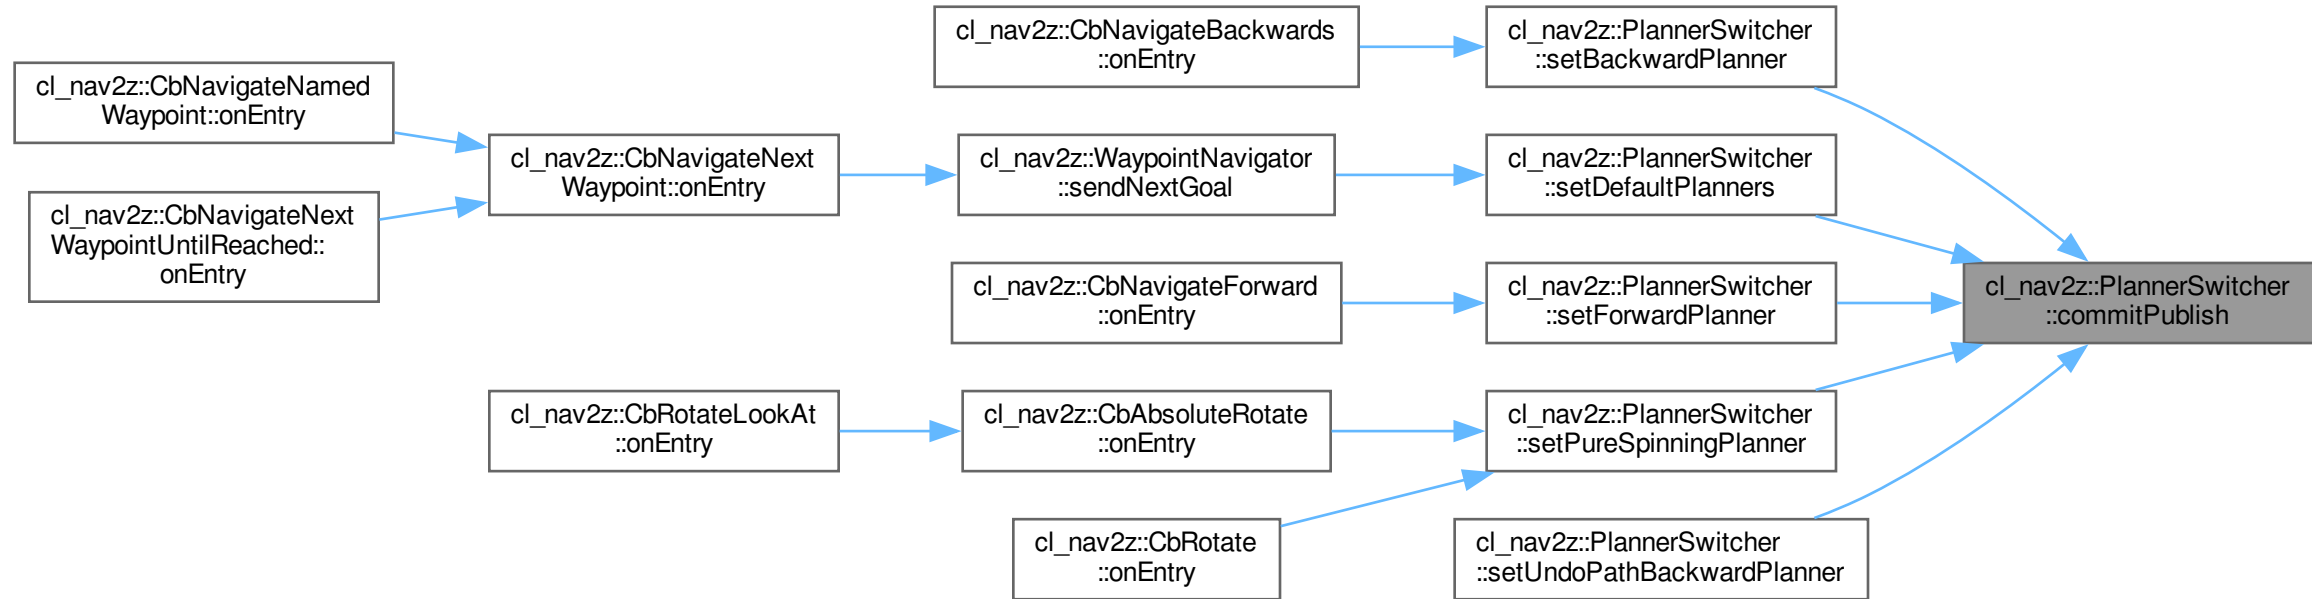 cl_nav2z::CbNavigateNamed
Waypoint::onEntry
cl_nav2z::CbNavigateNext
WaypointUntilReached::
onEntry
cl_nav2z::CbNavigateNext
Waypoint::onEntry
cl_nav2z::CbRotateLookAt
::onEntry
cl_nav2z::CbNavigateBackwards
::onEntry
cl_nav2z::WaypointNavigator
::sendNextGoal
cl_nav2z::CbNavigateForward
::onEntry
cl_nav2z::CbAbsoluteRotate
::onEntry
cl_nav2z::CbRotate
::onEntry
cl_nav2z::PlannerSwitcher
::setBackwardPlanner
cl_nav2z::PlannerSwitcher
::setDefaultPlanners
cl_nav2z::PlannerSwitcher
::setForwardPlanner
cl_nav2z::PlannerSwitcher
::setPureSpinningPlanner
cl_nav2z::PlannerSwitcher
::setUndoPathBackwardPlanner
cl_nav2z::PlannerSwitcher
::commitPublish